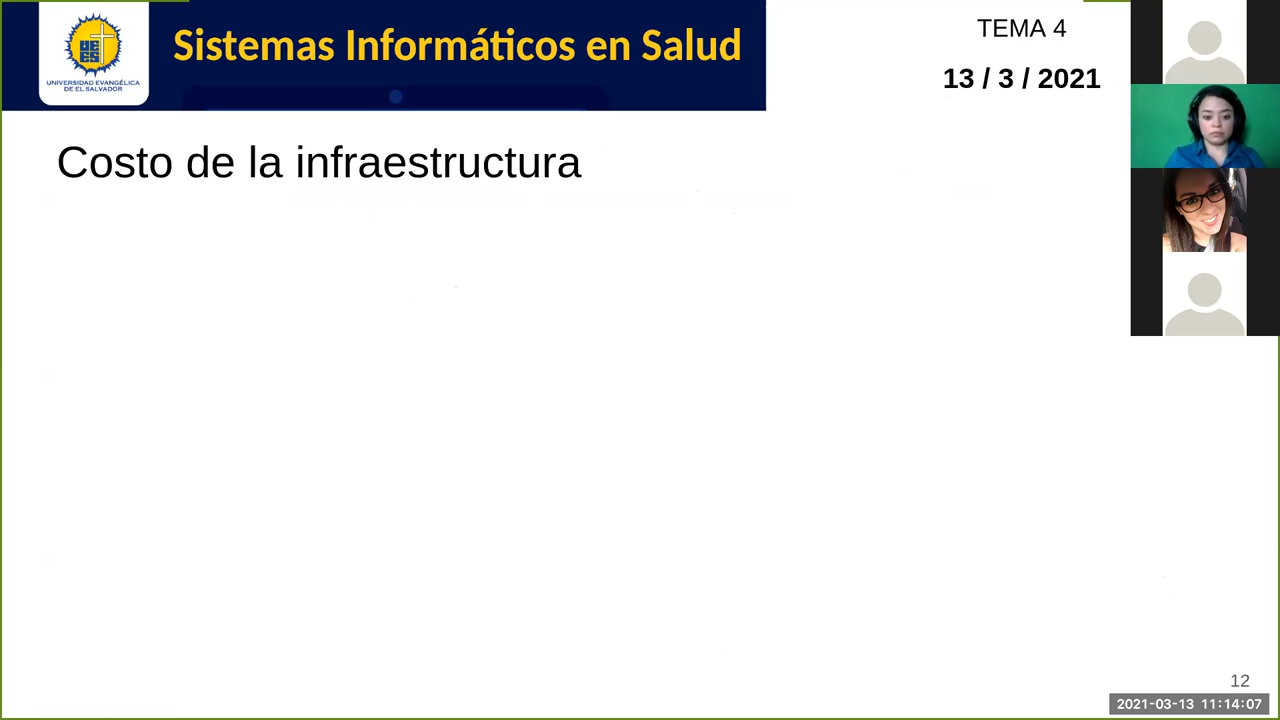 UNIVERSIDAD EVANGÉLICA
DE EL SALVADOR
Sistemas Informáticos en Salud
TEMA 4
13 / 3 / 2021
Costo de la infraestructura
12
2021-03-13 11:14:07